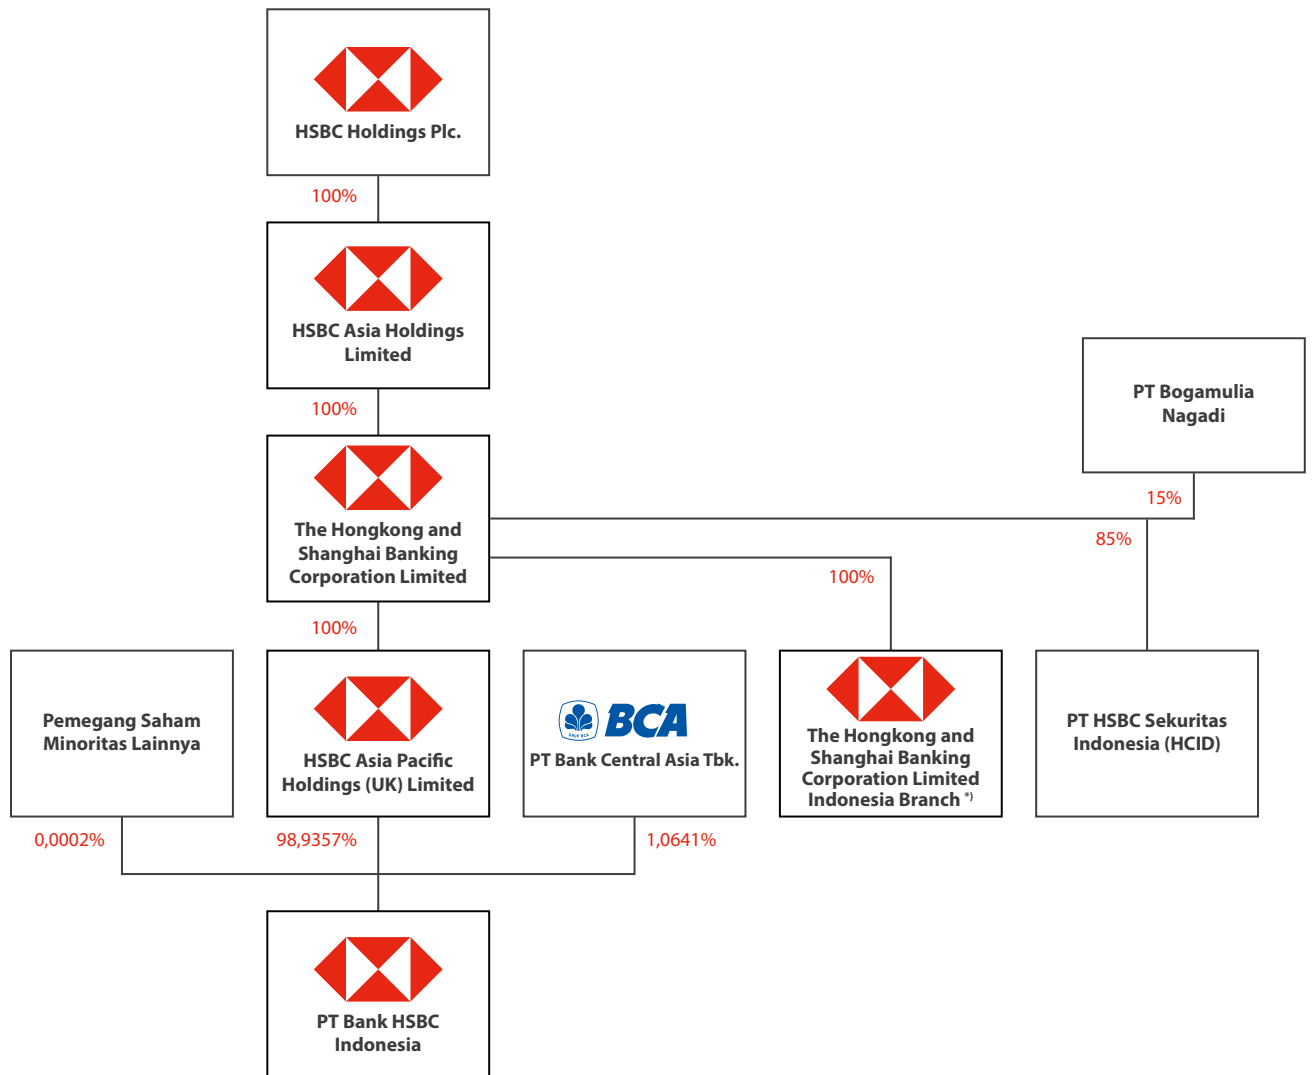 HSBC Holdings Plc.
100%
HSBC Asia Holdings
Limited
100%
PT Bogamulia
Nagadi
15%
The Hongkong and
Shanghai Banking
Corporation Limited
85%
100%
100%
Pemegang Saham
Minoritas Lainnya
HSBC Asia Pacific
Holdings (UK) Limited
GRUP BCA
BCA
PT Bank Central Asia Tbk.
The Hongkong and
Shanghai Banking
Corporation Limited
Indonesia Branch *)
PT HSBC Sekuritas
Indonesia (HCID)
0,0002%
98,9357%
1,0641%
PT Bank HSBC
Indonesia